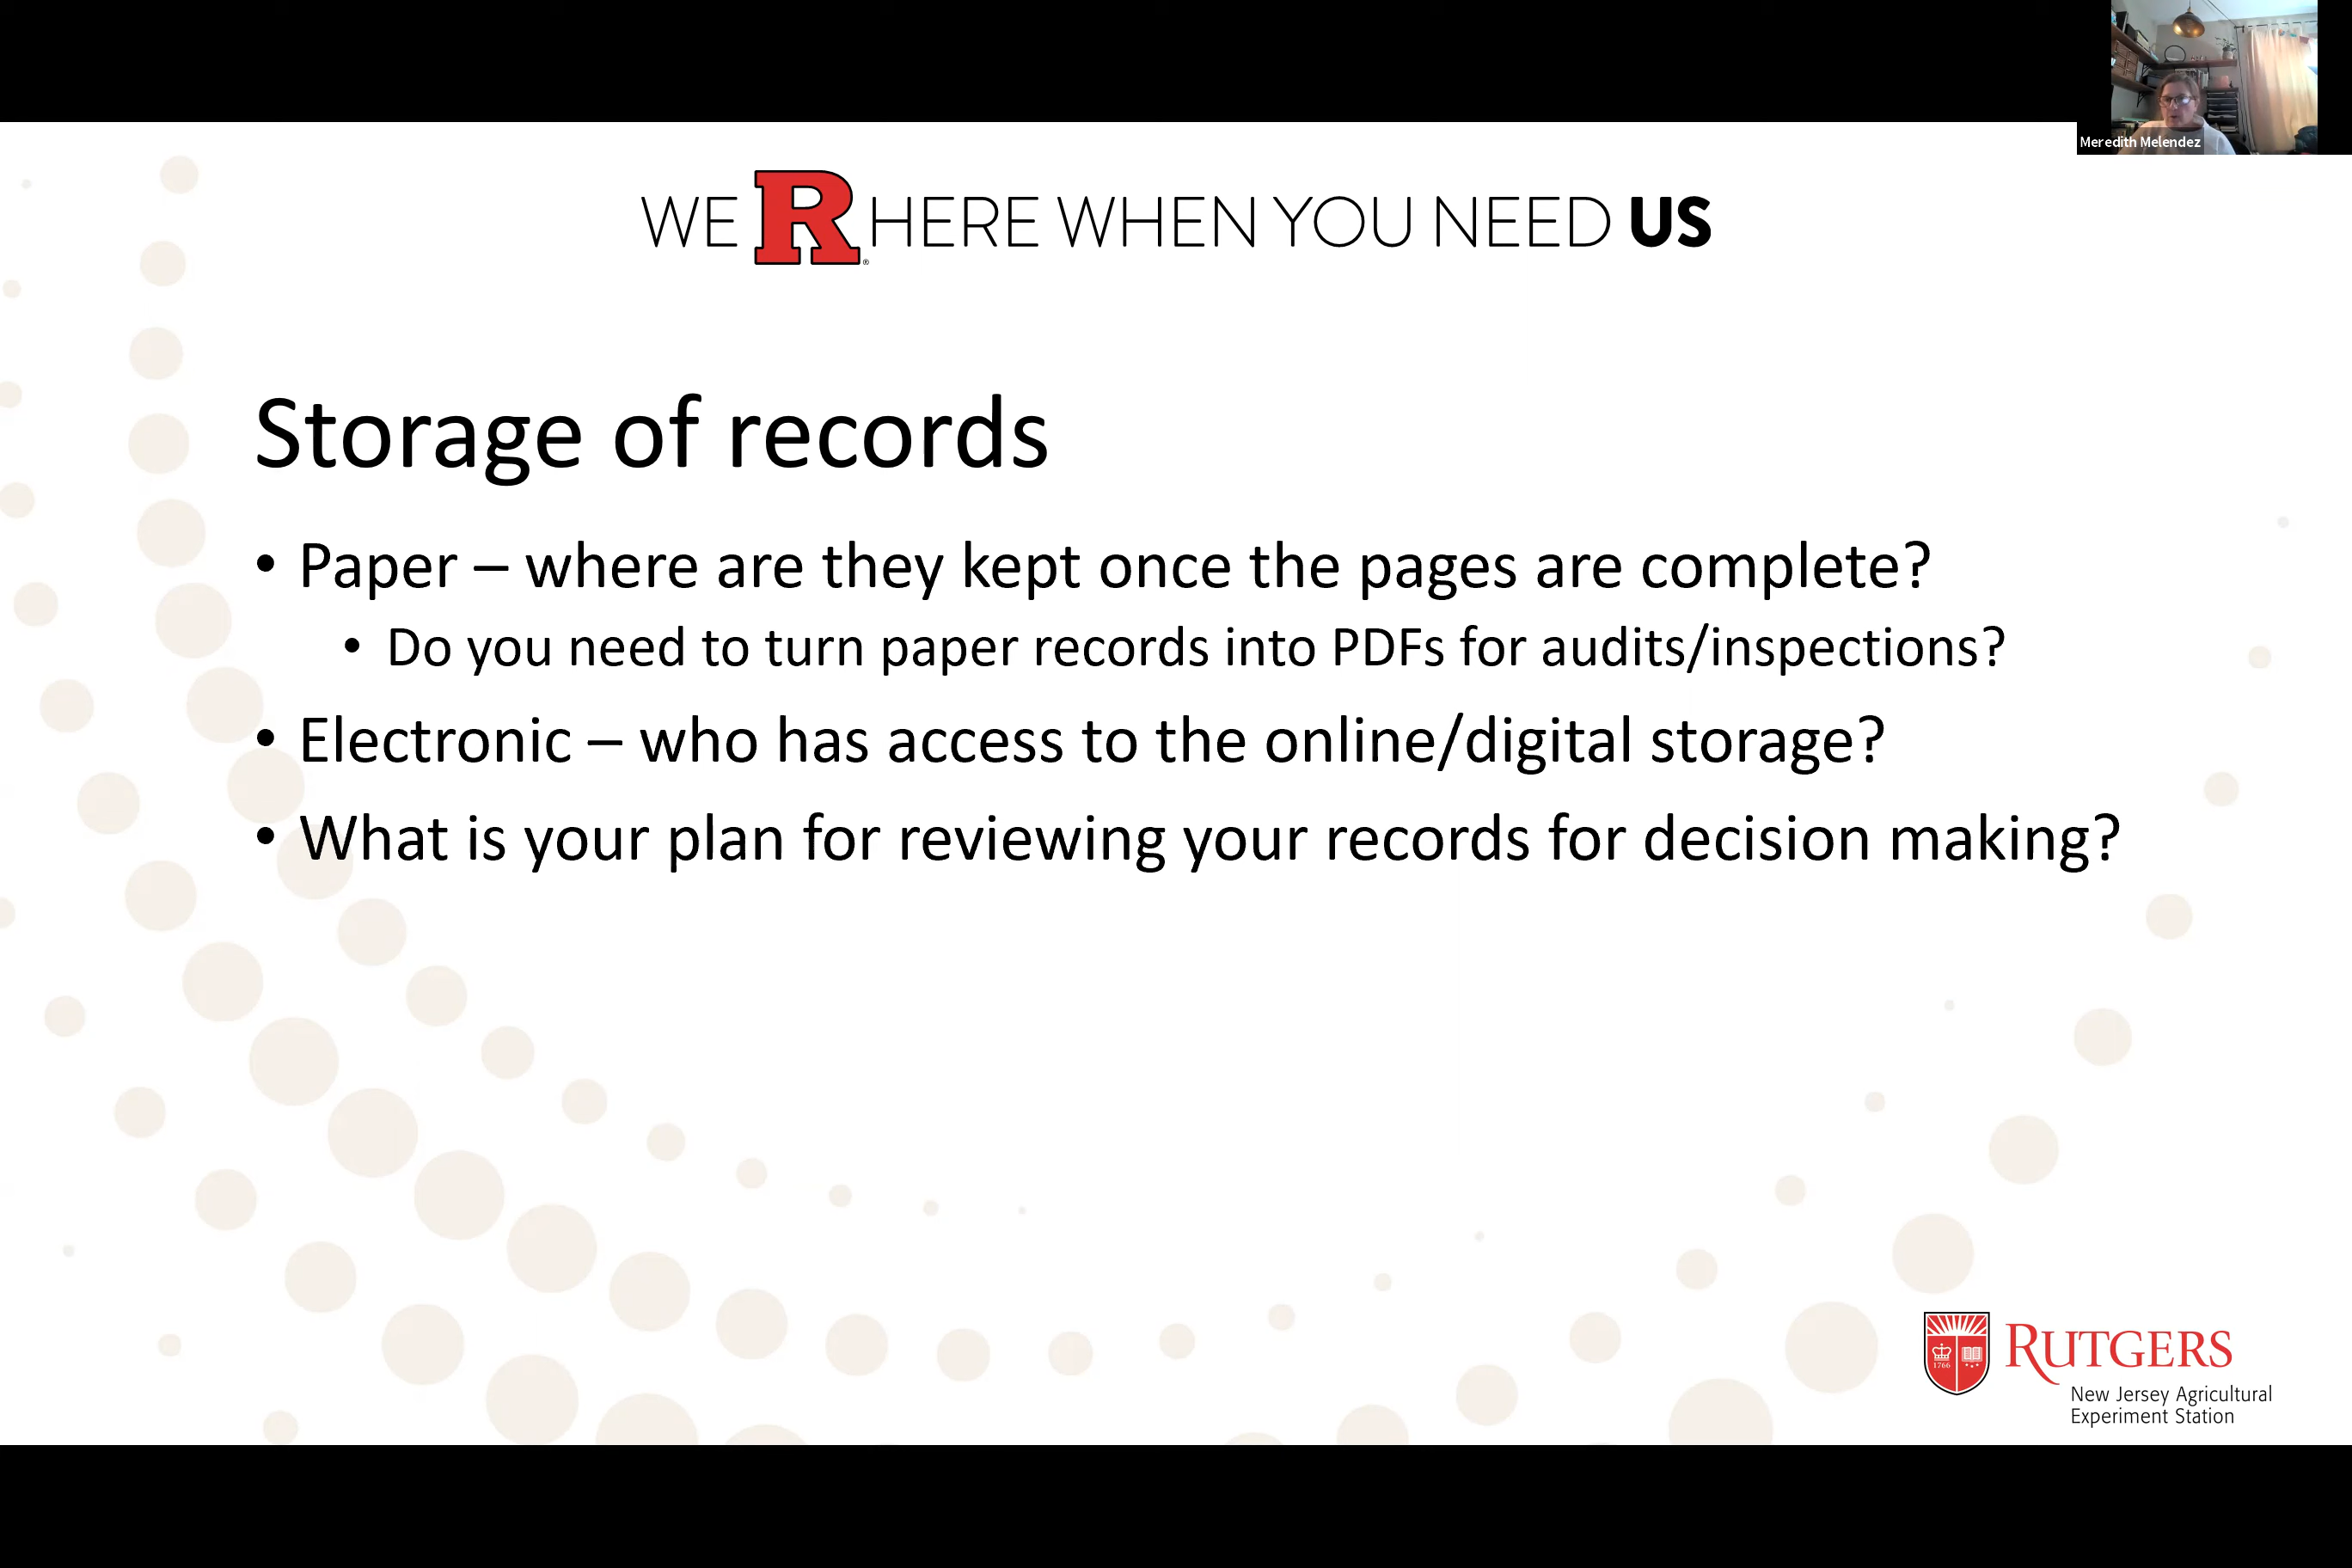 Meredith Melendez
WE R HERE WHEN YOU NEED US
®
Storage of records
• Paper – where are they kept once the pages are complete?
• Do you need to turn paper records into PDFs for audits/inspections?
• Electronic – who has access to the online/digital storage?
• What is your plan for reviewing your records for decision making?
1766
RUTGERS
New Jersey Agricultural
Experiment Station